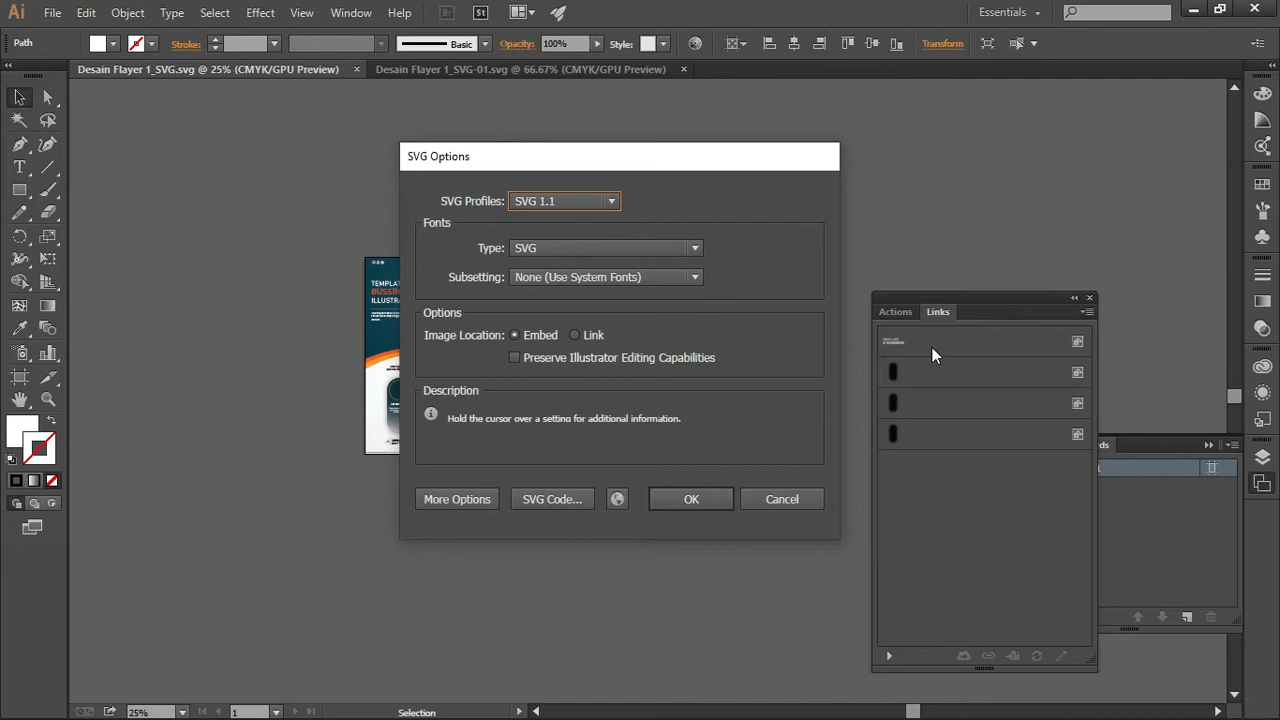 Ai File Edit Object Type Select Effect View Window Help Br St Essentials
Path Stroke: Basic Opacity: 100% Style: Transform
Desain Flayer 1_SVG.svg @ 25% (CMYK/GPU Preview) × Desain Flayer 1_SVG-01.svg @ 66.67% (CMYK/GPU Preview) ×
SVG Options
SVG Profiles: SVG 1.1
Fonts
Type: SVG
Subsetting: None (Use System Fonts)
Options
Image Location: Embed Link
Preserve Illustrator Editing Capabilities
Description
Hold the cursor over a setting for additional information.
More Options SVG Code... OK Cancel
TEMPLAT
BUSSIN
ILLUSTRA
Actions Links
rds
1
25% 1 Selection